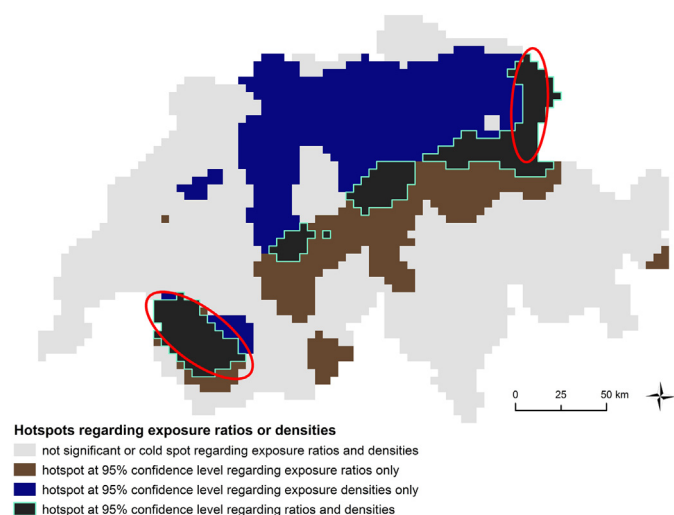 0 25 50 km
Hotspots regarding exposure ratios or densities
not significant or cold spot regarding exposure ratios and densities
hotspot at 95% confidence level regarding exposure ratios only
hotspot at 95% confidence level regarding exposure densities only
hotspot at 95% confidence level regarding ratios and densities